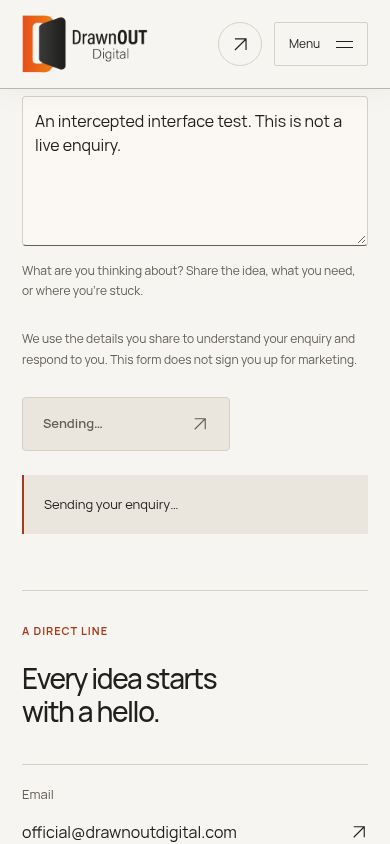 DrawnOUT
Digital
Menu
An intercepted interface test. This is not a
live enquiry.
What are you thinking about? Share the idea, what you need,
or where you're stuck.
We use the details you share to understand your enquiry and
respond to you. This form does not sign you up for marketing.
Sending…
Sending your enquiry…
A DIRECT LINE
Every idea starts
with a hello.
Email
official@drawnoutdigital.com